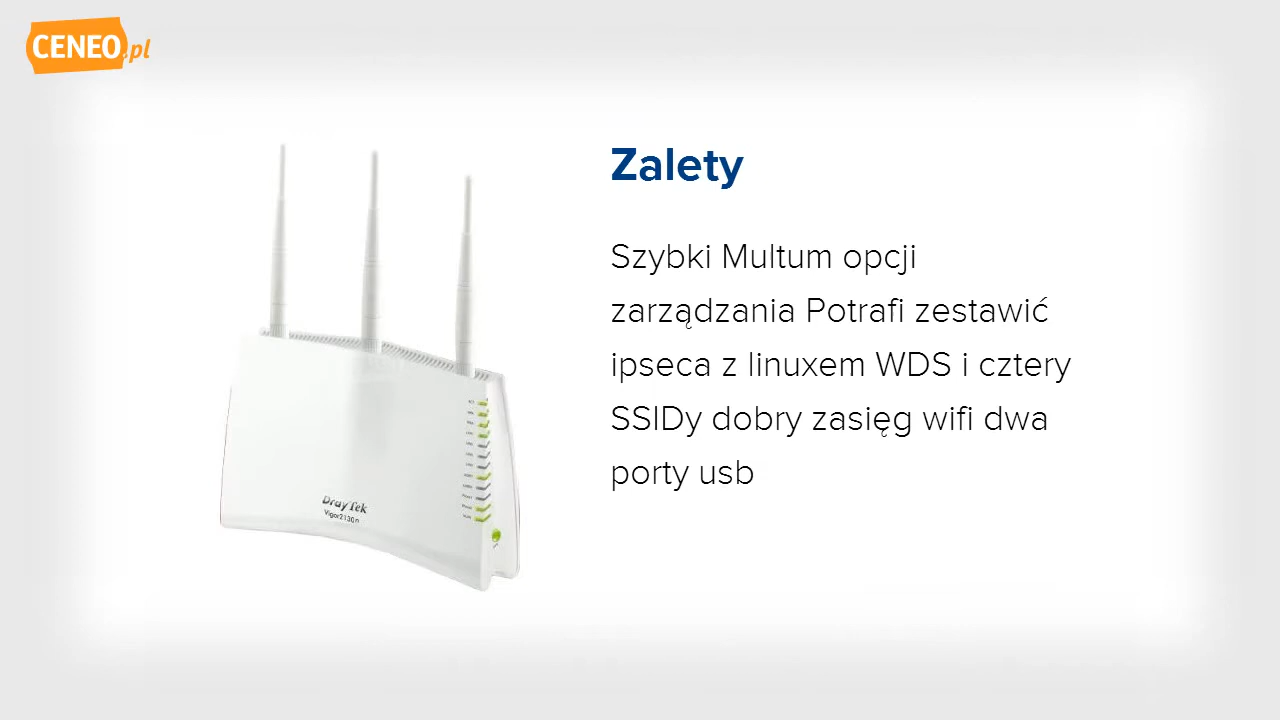 CENEO.pl
Zalety
Szybki Multum opcji
zarządzania Potrafi zestawić
ipseca z linuxem WDS i cztery
SSIDy dobry zasięg wifi dwa
porty usb
DrayTek
Vigor2130n